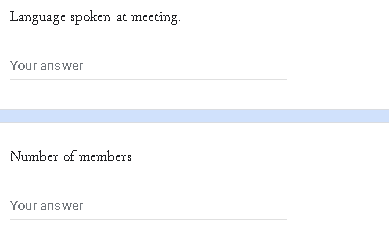 Language spoken at meeting.
Your answer
Number of members
Your answer